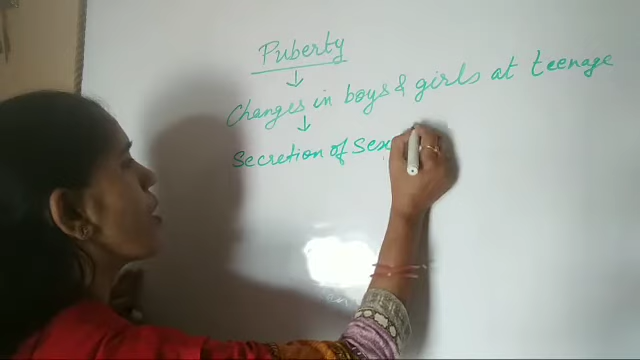 Puberty
↓
Changes in boys & girls at teenage
↓
Secretion of Sex